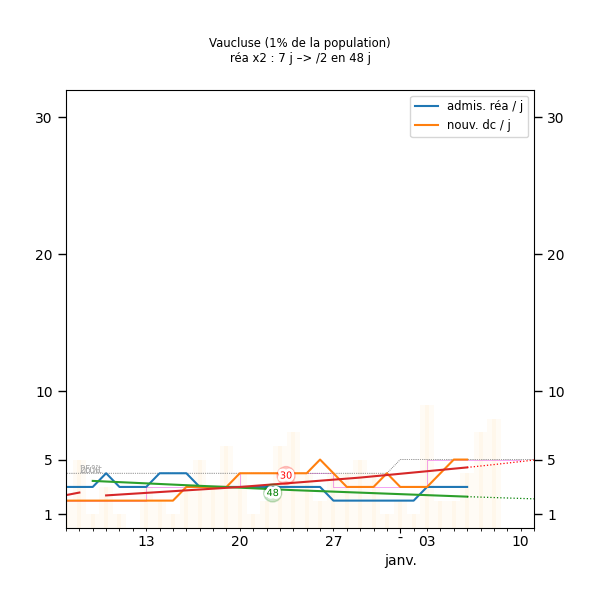 Vaucluse (1% de la population)
réa x2 : 7 j –> /2 en 48 j
admis. réa / j
nouv. dc / j
30 30
20 20
10 10
5 5
1 1
30
48
13 20 27 - 03 10
janv.